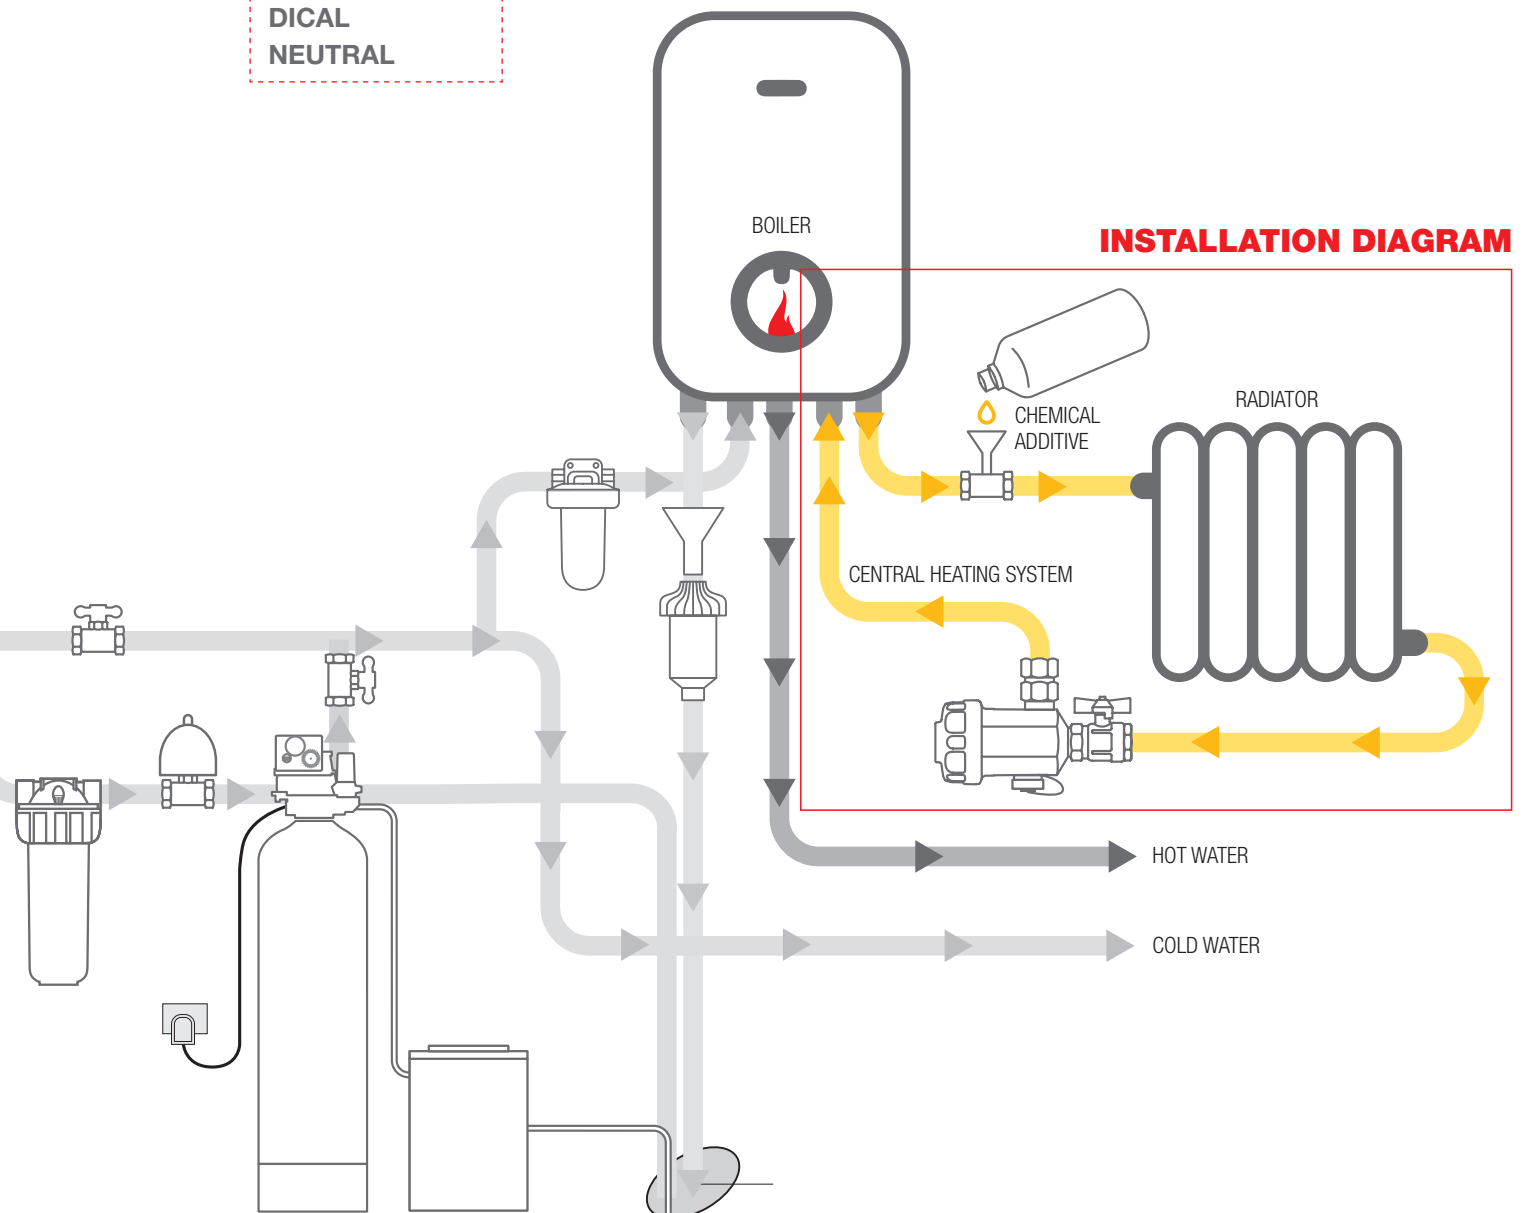 DICAL
NEUTRAL
BOILER
INSTALLATION DIAGRAM
CHEMICAL
ADDITIVE
RADIATOR
CENTRAL HEATING SYSTEM
HOT WATER
COLD WATER